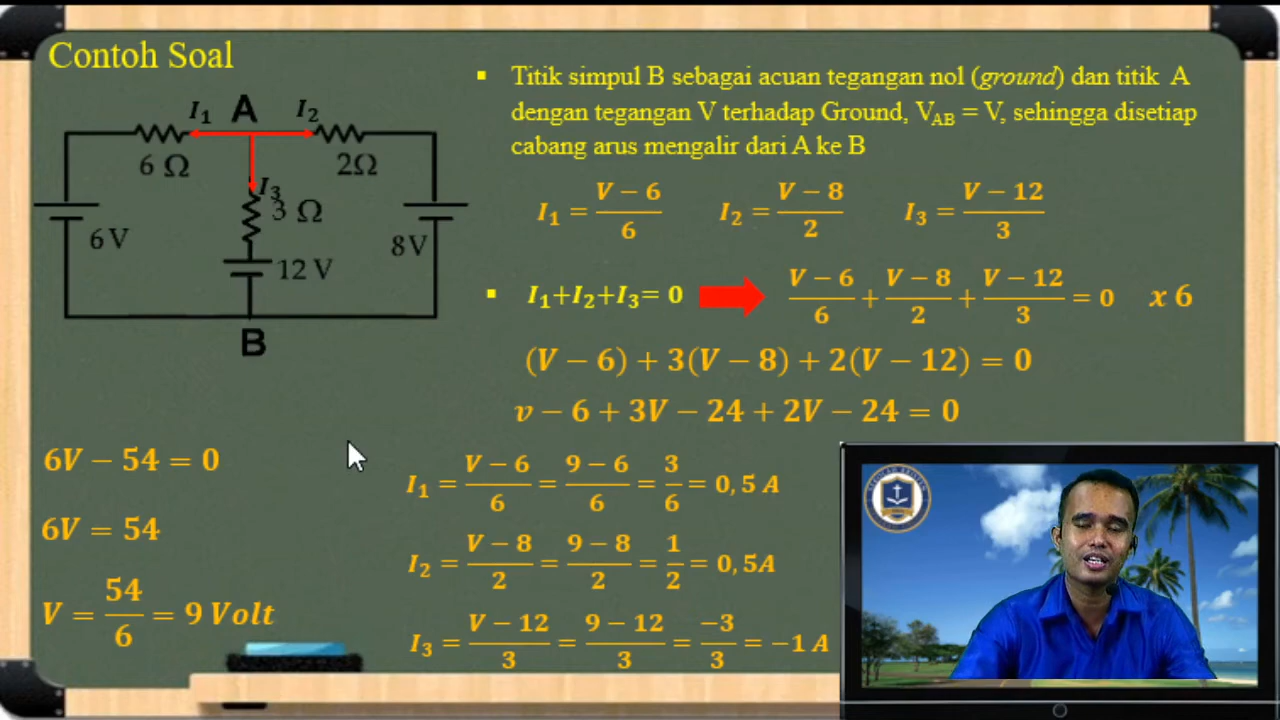 Contoh Soal
I₁ A I₂
6 Ω 2Ω
I₃
3 Ω
6 V 8V
12 V
B
▪ Titik simpul B sebagai acuan tegangan nol (ground) dan titik A
dengan tegangan V terhadap Ground, V_AB = V, sehingga disetiap
cabang arus mengalir dari A ke B
I₁ = (V − 6)/6 I₂ = (V − 8)/2 I₃ = (V − 12)/3
▪ I₁+I₂+I₃= 0 (V − 6)/6 + (V − 8)/2 + (V − 12)/3 = 0 x 6
(V − 6) + 3(V − 8) + 2(V − 12) = 0
v − 6 + 3V − 24 + 2V − 24 = 0
6V − 54 = 0
6V = 54
V = 54/6 = 9 Volt
I₁ = (V − 6)/6 = (9 − 6)/6 = 3/6 = 0, 5 A
I₂ = (V − 8)/2 = (9 − 8)/2 = 1/2 = 0, 5A
I₃ = (V − 12)/3 = (9 − 12)/3 = −3/3 = −1 A